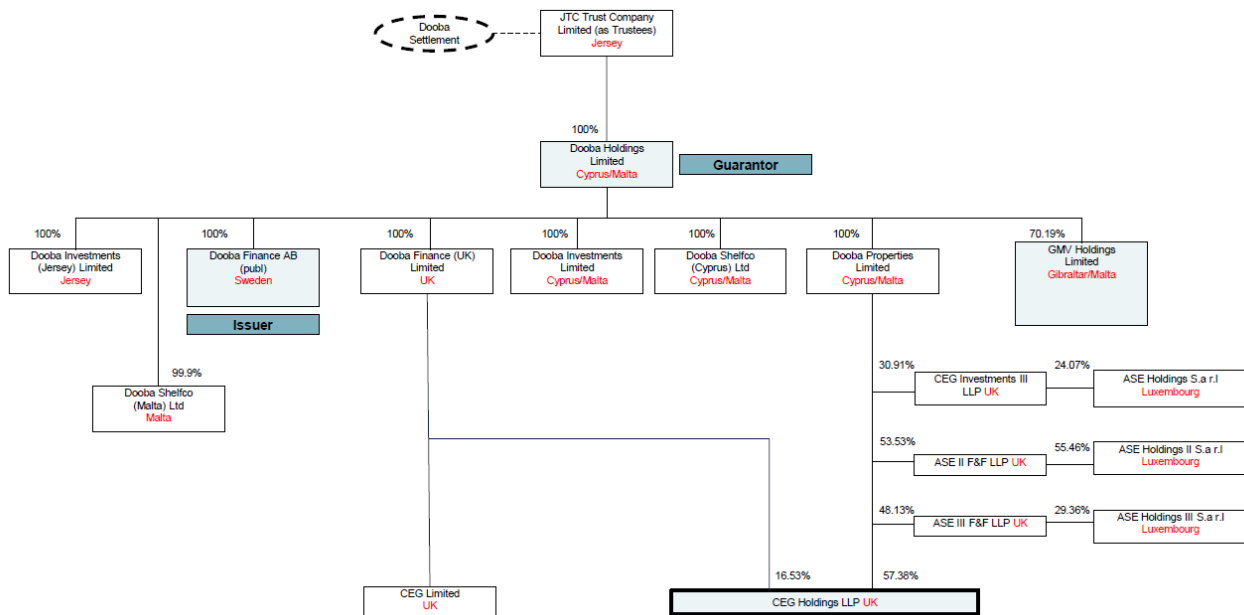 Dooba
Settlement
JTC Trust Company
Limited (as Trustees)
Jersey
100%
Dooba Holdings
Limited
Cyprus/Malta
Guarantor
100%
Dooba Investments
(Jersey) Limited
Jersey
100%
Dooba Finance AB
(publ)
Sweden
Issuer
100%
Dooba Finance (UK)
Limited
UK
100%
Dooba Investments
Limited
Cyprus/Malta
100%
Dooba Shelfco
(Cyprus) Ltd
Cyprus/Malta
100%
Dooba Properties
Limited
Cyprus/Malta
70.19%
GMV Holdings
Limited
Gibraltar/Malta
99.9%
Dooba Shelfco
(Malta) Ltd
Malta
30.91%
CEG Investments III
LLP UK
24.07%
ASE Holdings S.a r.l
Luxembourg
53.53%
ASE II F&F LLP UK
55.46%
ASE Holdings II S.a r.l
Luxembourg
48.13%
ASE III F&F LLP UK
29.36%
ASE Holdings III S.a r.l
Luxembourg
CEG Limited
UK
16.53%
57.38%
CEG Holdings LLP UK